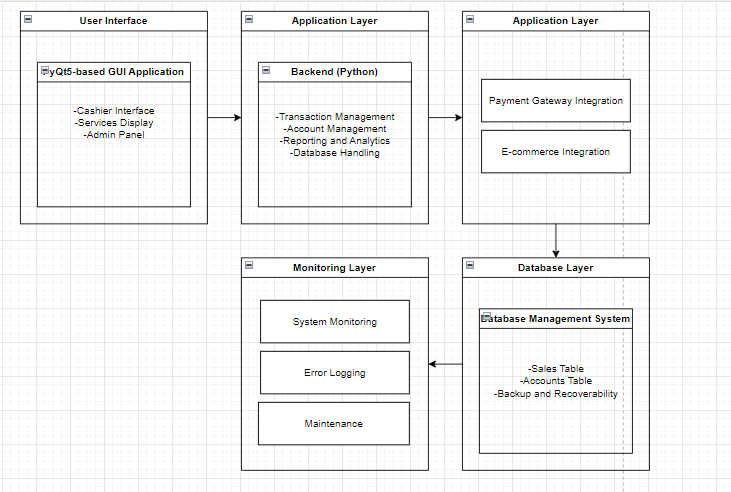 User Interface
PyQt5-based GUI Application
-Cashier Interface
-Services Display
-Admin Panel
Application Layer
Backend (Python)
-Transaction Management
-Account Management
-Reporting and Analytics
-Database Handling
Application Layer
Payment Gateway Integration
E-commerce Integration
Monitoring Layer
System Monitoring
Error Logging
Maintenance
Database Layer
Database Management System
-Sales Table
-Accounts Table
-Backup and Recoverability